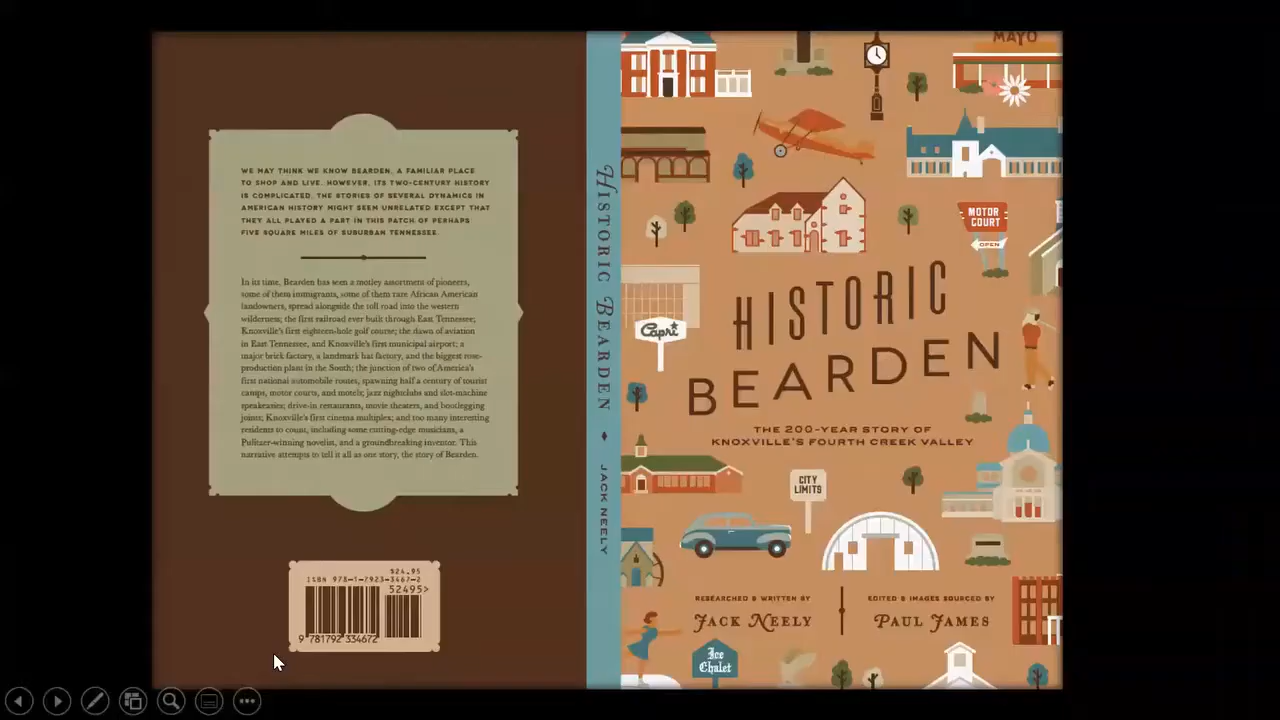 WE MAY THINK WE KNOW BEARDEN, A FAMILIAR PLACE
TO SHOP AND LIVE. HOWEVER, ITS TWO-CENTURY HISTORY
IS COMPLICATED. THE STORIES OF SEVERAL DYNAMICS IN
AMERICAN HISTORY MIGHT SEEM UNRELATED EXCEPT THAT
THEY ALL PLAYED A PART IN THIS PATCH OF PERHAPS
FIVE SQUARE MILES OF SUBURBAN TENNESSEE.
In its time, Bearden has seen a motley assortment of pioneers,
some of them immigrants, some of them rare African American
landowners, spread alongside the toll road into the western
wilderness; the first railroad ever built through East Tennessee;
Knoxville's first eighteen-hole golf course; the dawn of aviation
in East Tennessee, and Knoxville's first municipal airport; a
major brick factory, a landmark hat factory, and the biggest rose-
production plant in the South; the junction of two of America's
first national automobile routes, spawning half a century of tourist
camps, motor courts, and motels; jazz nightclubs and slot-machine
speakeasies; drive-in restaurants, movie theaters, and bootlegging
joints; Knoxville's first cinema multiplex; and too many interesting
residents to count, including some cutting-edge musicians, a
Pulitzer-winning novelist, and a groundbreaking inventor. This
narrative attempts to tell it all as one story, the story of Bearden.
$24.95
ISBN 978-1-7923-3467-2
52495>
9 781792 334672
HISTORIC BEARDEN ♦ JACK NEELY
MAYO
MOTOR
COURT
OPEN
Capri
HISTORIC
BEARDEN
THE 200-YEAR STORY OF
KNOXVILLE'S FOURTH CREEK VALLEY
CITY
LIMITS
RESEARCHED & WRITTEN BY
JACK NEELY
EDITED & IMAGES SOURCED BY
PAUL JAMES
Ice
Chalet